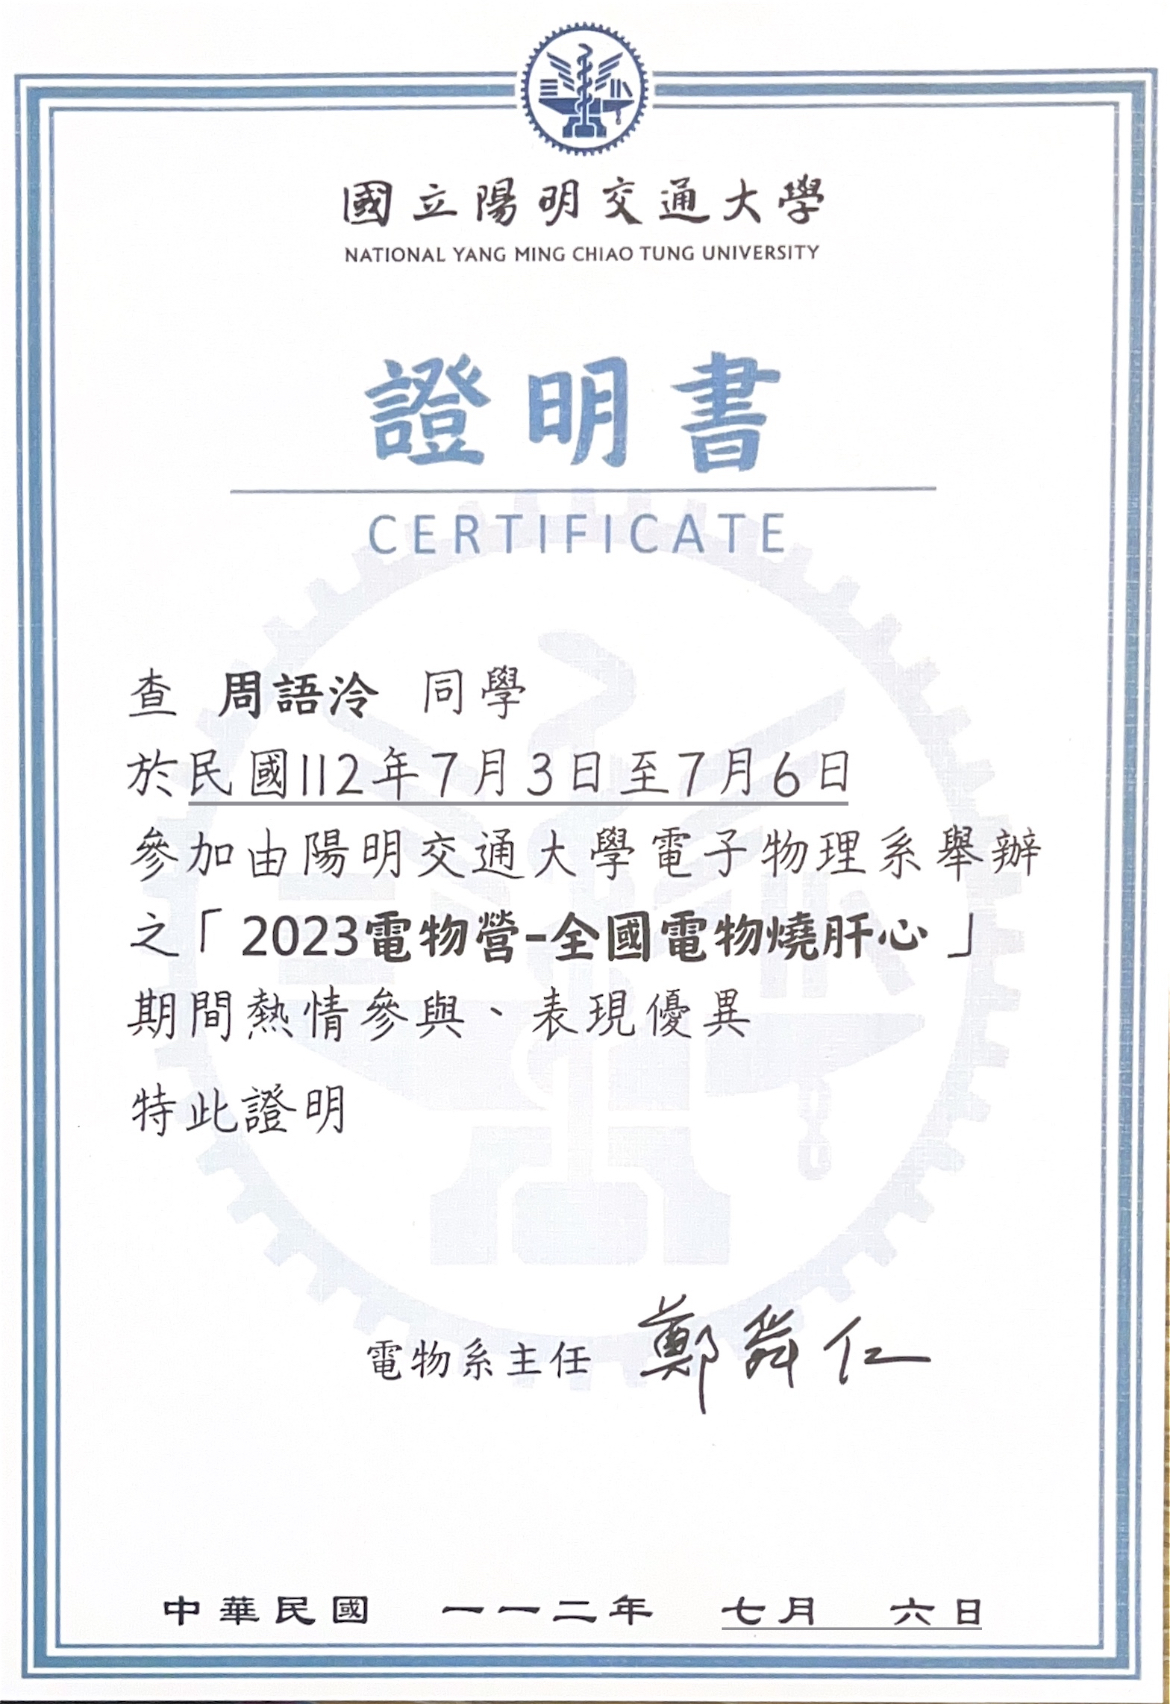 國立陽明交通大學
NATIONAL YANG MING CHIAO TUNG UNIVERSITY
證明書
CERTIFICATE
查 周語泠 同學
於民國112年7月3日至7月6日
參加由陽明交通大學電子物理系舉辦
之「2023電物營-全國電物燒肝心」
期間熱情參與、表現優異
特此證明
電物系主任 鄭舜仁
中華民國 一一二年 七月 六日